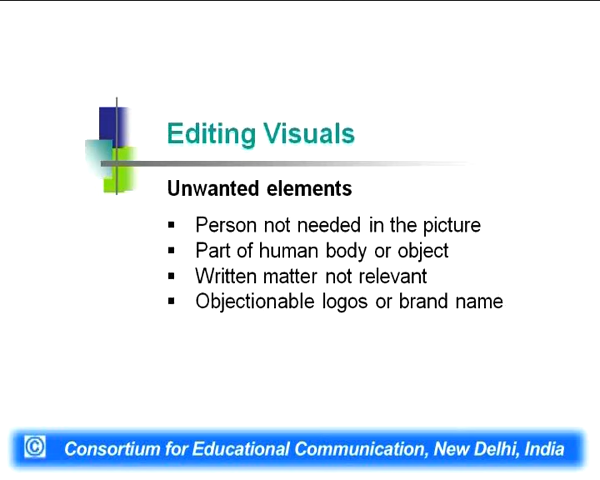 Editing Visuals
Unwanted elements
▪ Person not needed in the picture
▪ Part of human body or object
▪ Written matter not relevant
▪ Objectionable logos or brand name
© Consortium for Educational Communication, New Delhi, India